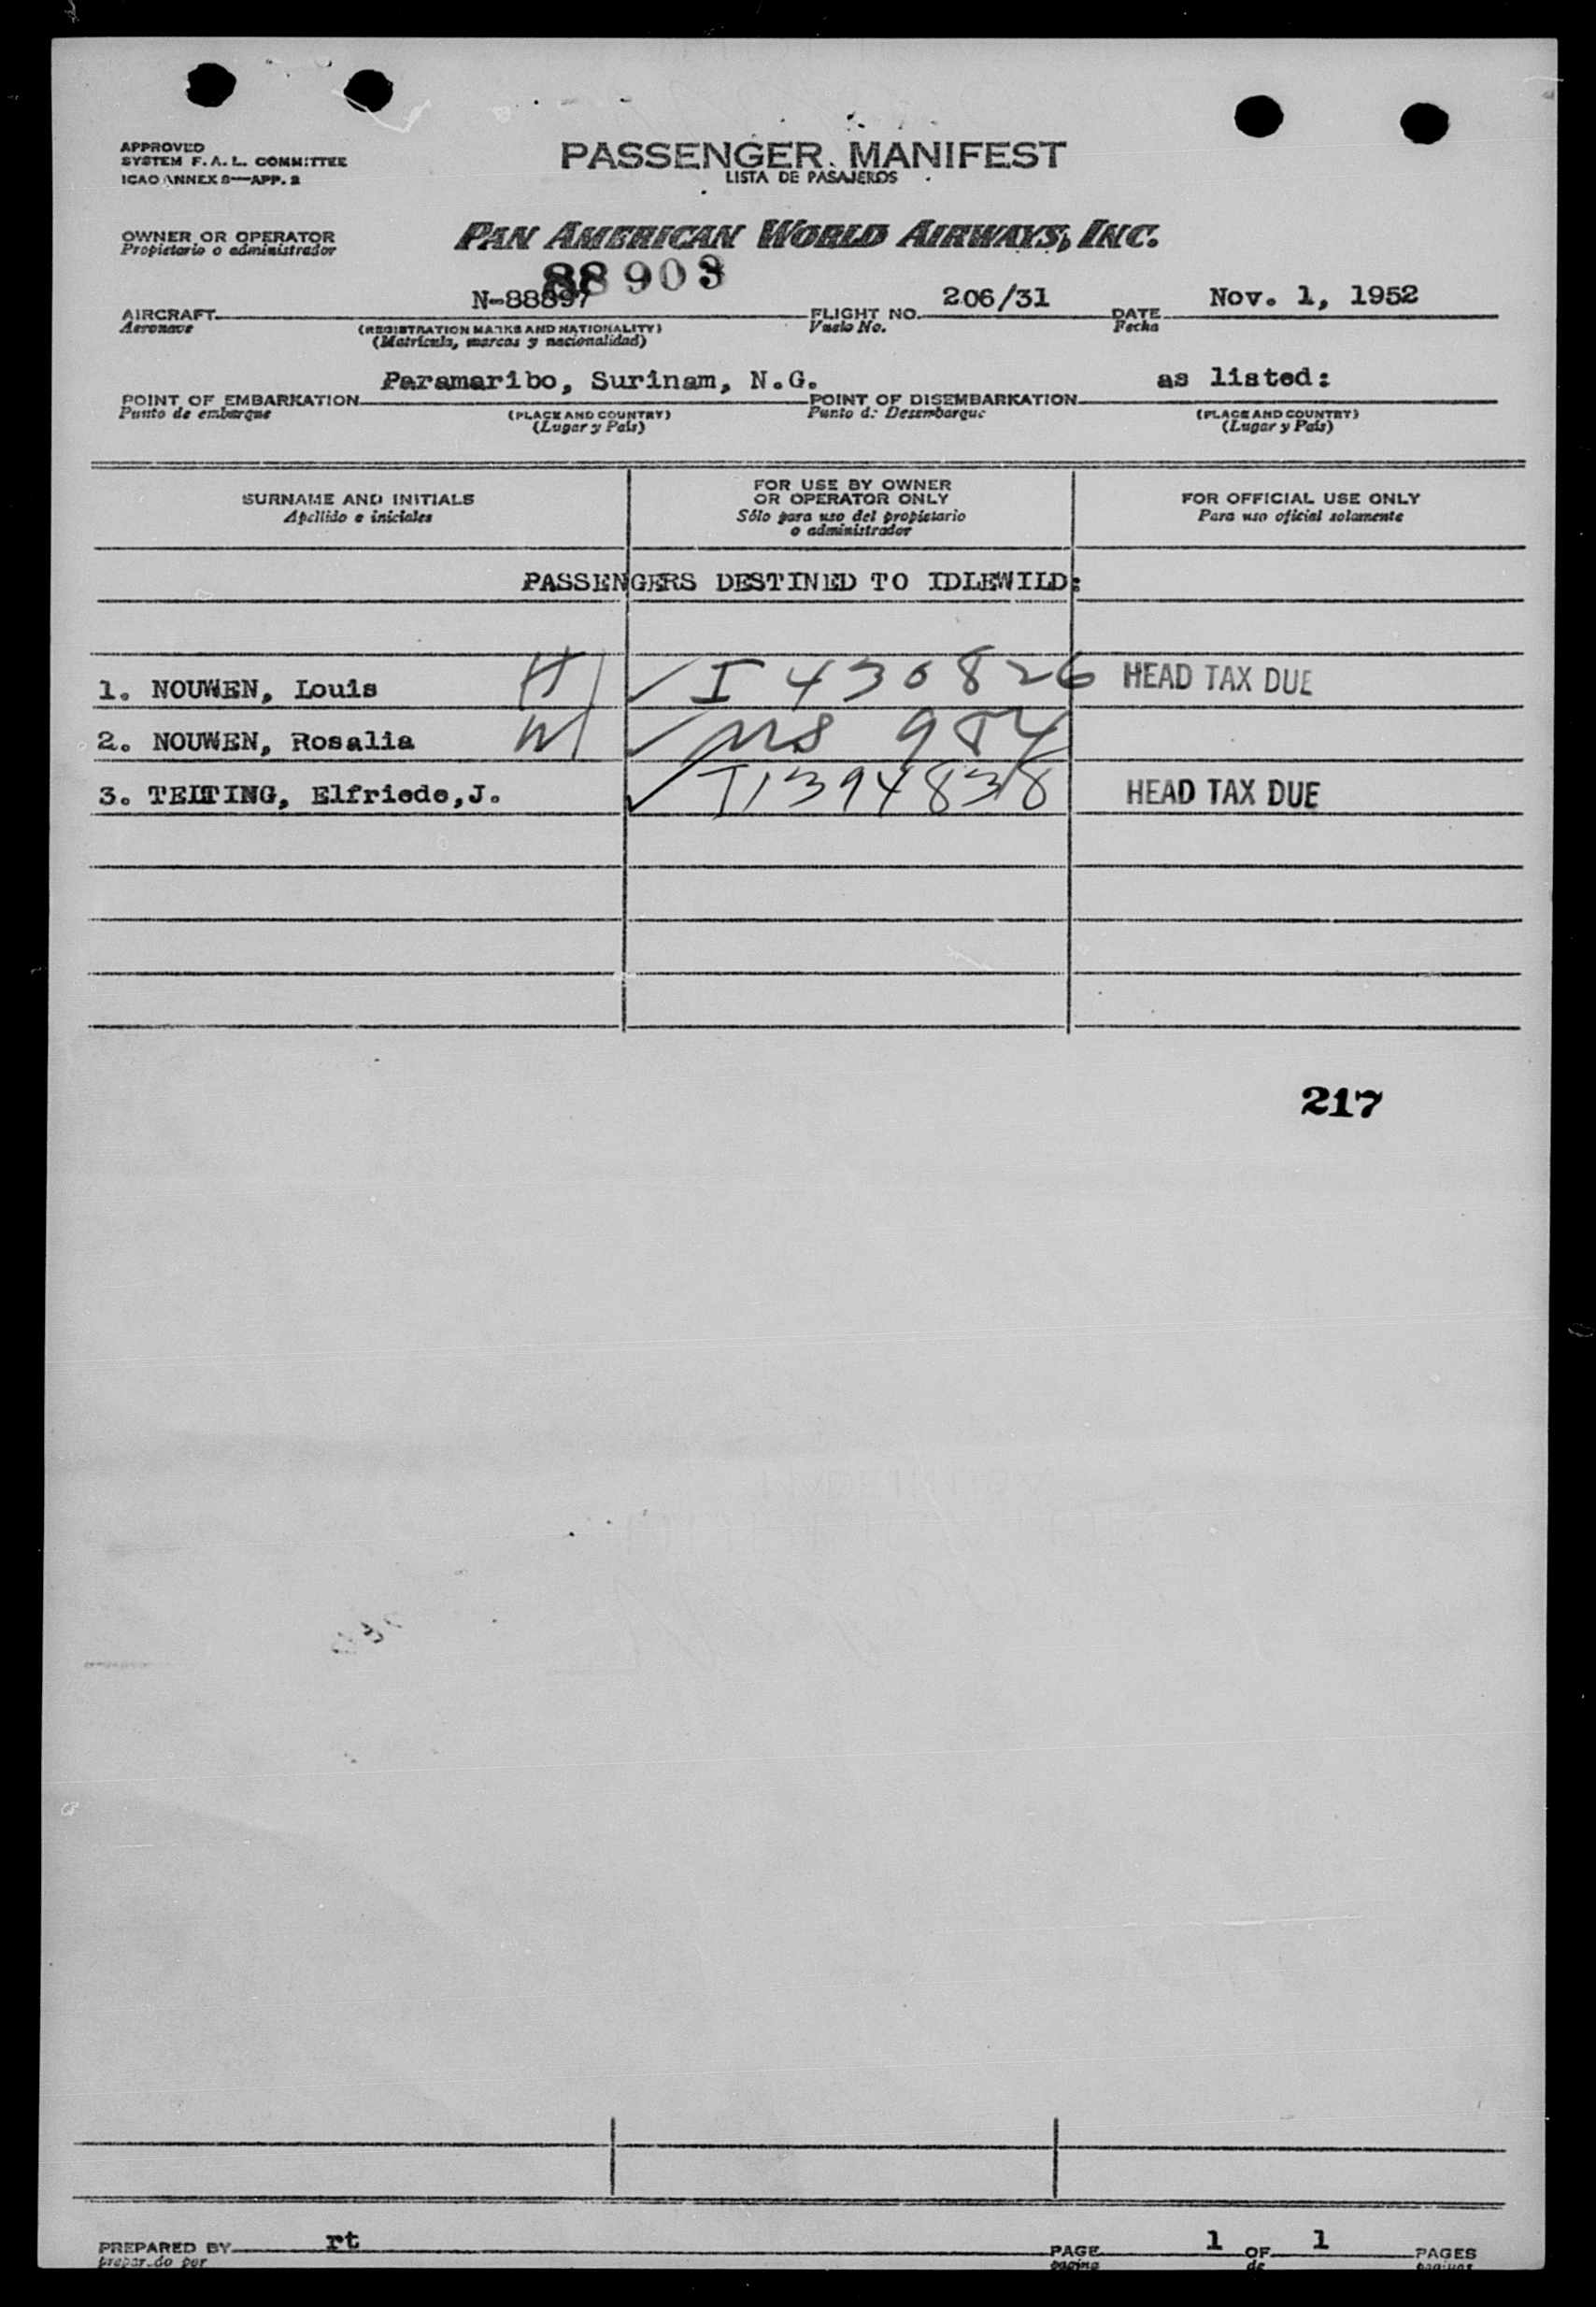 APPROVED
SYSTEM F.A.L. COMMITTEE
ICAO ANNEX 9—APP. 2
PASSENGER MANIFEST
LISTA DE PASAJEROS
OWNER OR OPERATOR
Propietario o administrador
PAN AMERICAN WORLD AIRWAYS, INC.
88903
AIRCRAFT N-88897 FLIGHT NO. 206/31 DATE Nov. 1, 1952
Aeronave (REGISTRATION MARKS AND NATIONALITY) Vuelo No. Fecha
(Matrícula, marcas y nacionalidad)
POINT OF EMBARKATION Paramaribo, Surinam, N.G. POINT OF DISEMBARKATION as listed:
Punto de embarque (PLACE AND COUNTRY) Punto de Desembarque (PLACE AND COUNTRY)
(Lugar y País) (Lugar y País)
SURNAME AND INITIALS FOR USE BY OWNER OR OPERATOR ONLY FOR OFFICIAL USE ONLY
Apellido e iniciales Sólo para uso del propietario o administrador Para uso oficial solamente
PASSENGERS DESTINED TO IDLEWILD:
1. NOUWEN, Louis H ✓ I 430826 HEAD TAX DUE
2. NOUWEN, Rosalia W ✓ 984
3. TEITING, Elfriede,J. ✓ I1394838 HEAD TAX DUE
217
PREPARED BY rt PAGE 1 OF 1 PAGES
preparado por página de páginas